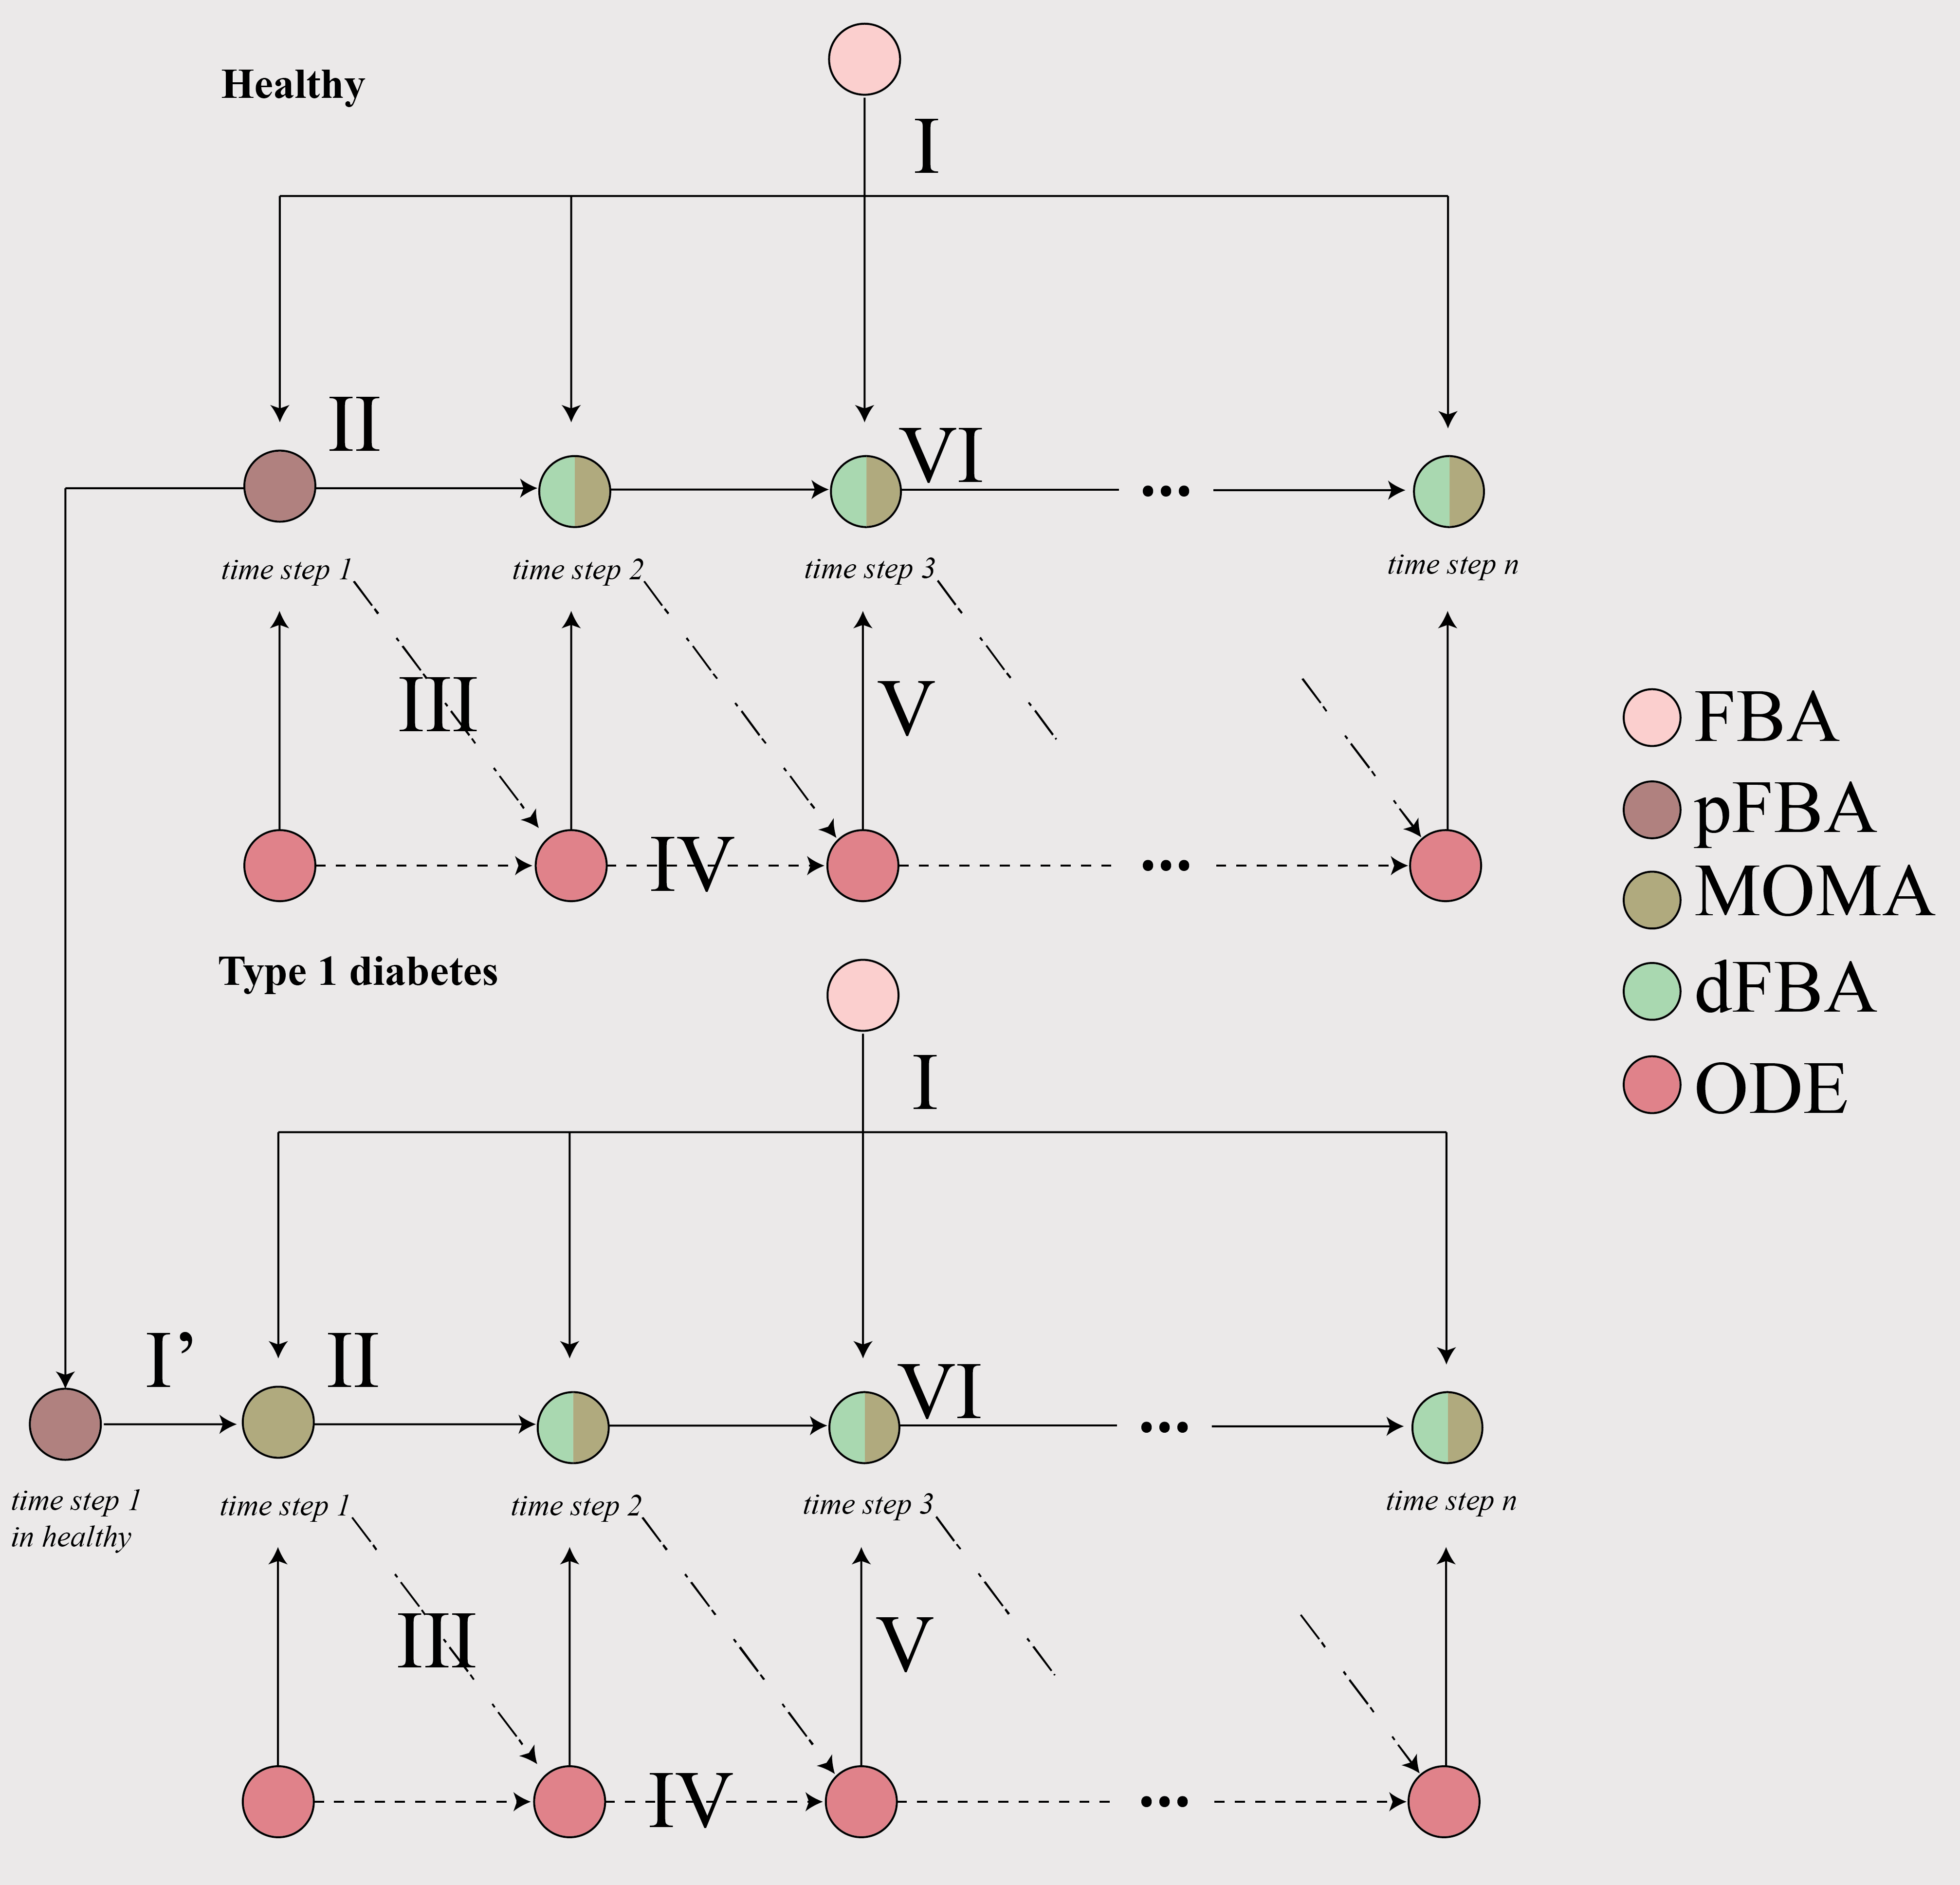 Healthy
I
II
VI
...
time step 1
time step 2
time step 3
time step n
III
V
IV
...
FBA
pFBA
MOMA
dFBA
ODE
Type 1 diabetes
I
I’
II
VI
...
time step 1
in healthy
time step 1
time step 2
time step 3
time step n
III
V
IV
...